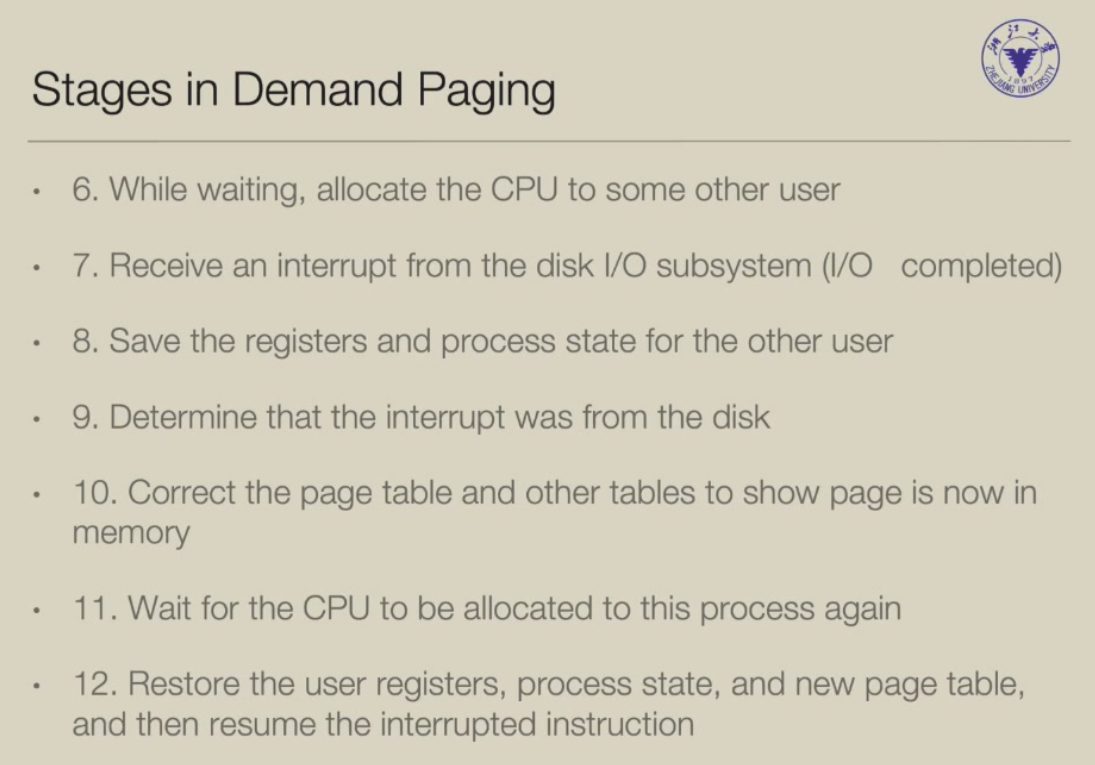 Stages in Demand Paging
浙江大学
ZHEJIANG UNIVERSITY
1897
• 6. While waiting, allocate the CPU to some other user
• 7. Receive an interrupt from the disk I/O subsystem (I/O completed)
• 8. Save the registers and process state for the other user
• 9. Determine that the interrupt was from the disk
• 10. Correct the page table and other tables to show page is now in
memory
• 11. Wait for the CPU to be allocated to this process again
• 12. Restore the user registers, process state, and new page table,
and then resume the interrupted instruction